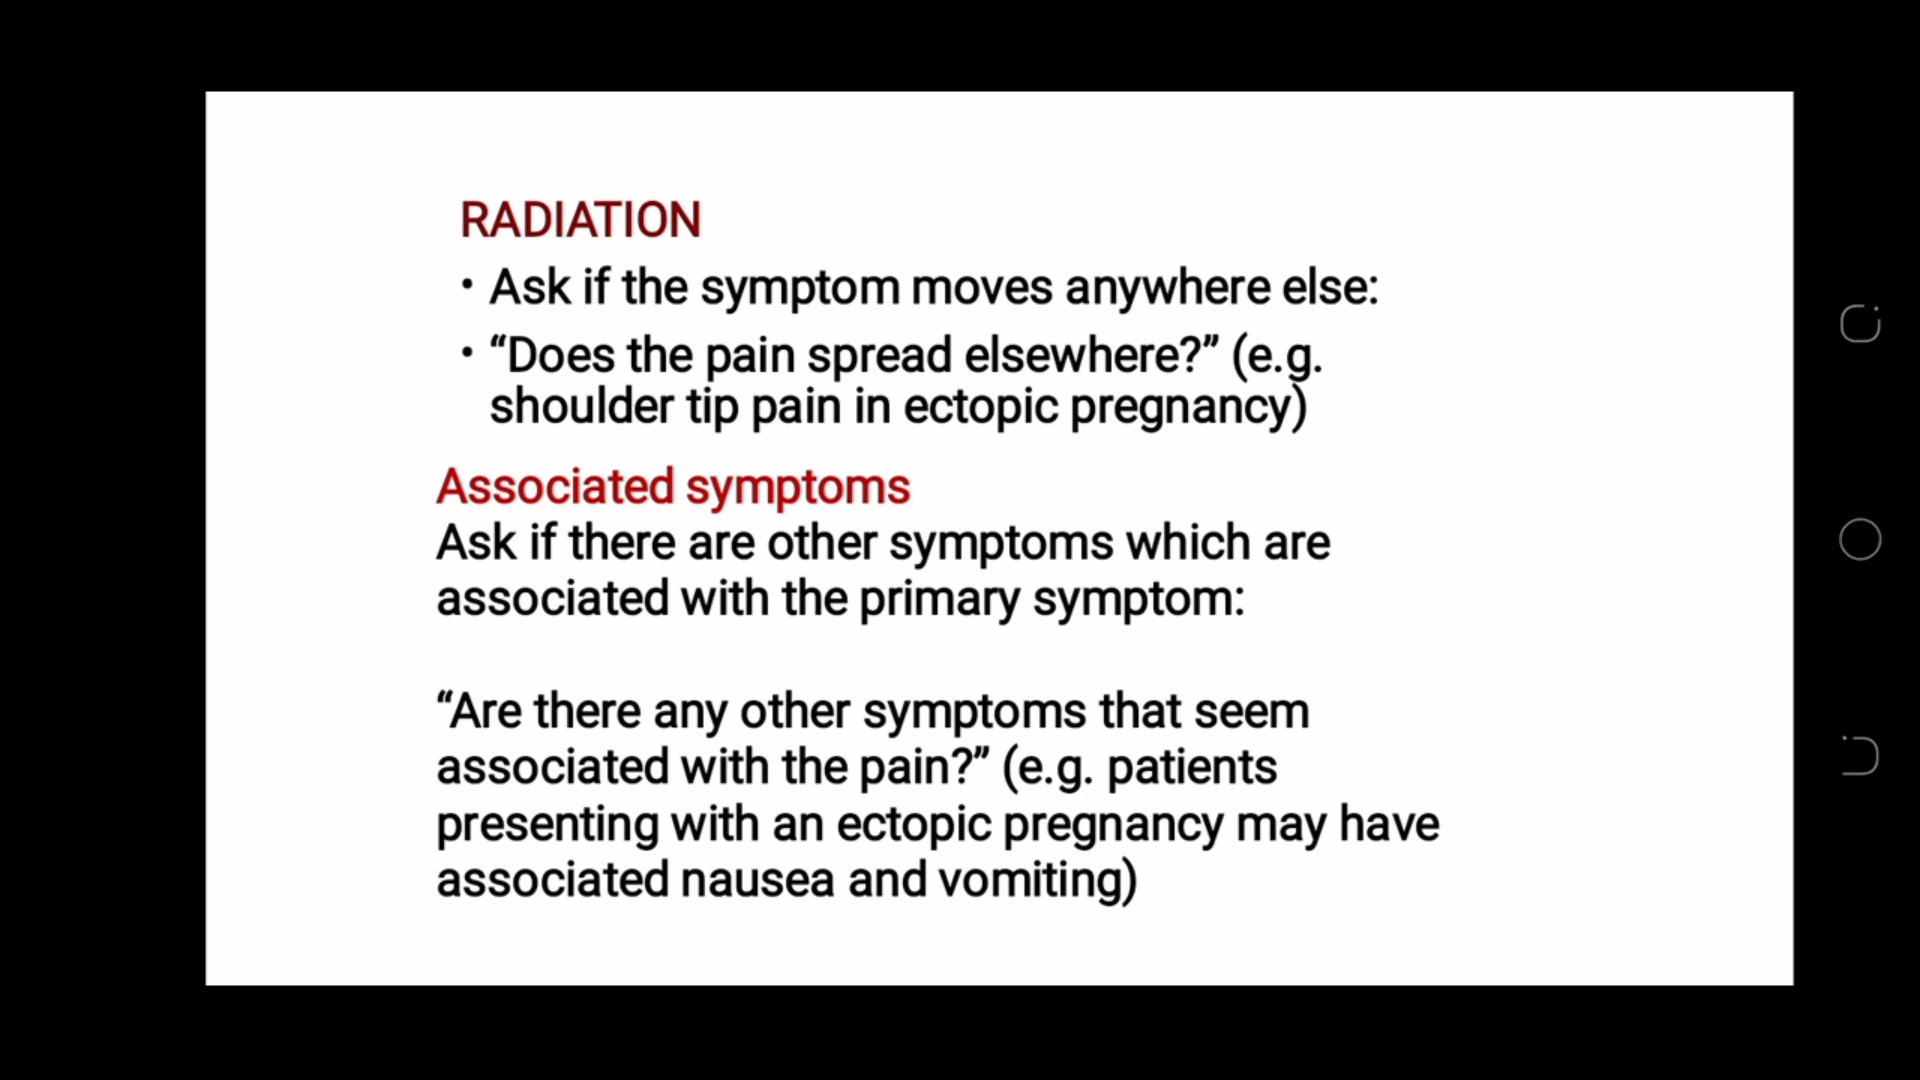 RADIATION
• Ask if the symptom moves anywhere else:
• “Does the pain spread elsewhere?” (e.g.
shoulder tip pain in ectopic pregnancy)
Associated symptoms
Ask if there are other symptoms which are
associated with the primary symptom:
“Are there any other symptoms that seem
associated with the pain?” (e.g. patients
presenting with an ectopic pregnancy may have
associated nausea and vomiting)